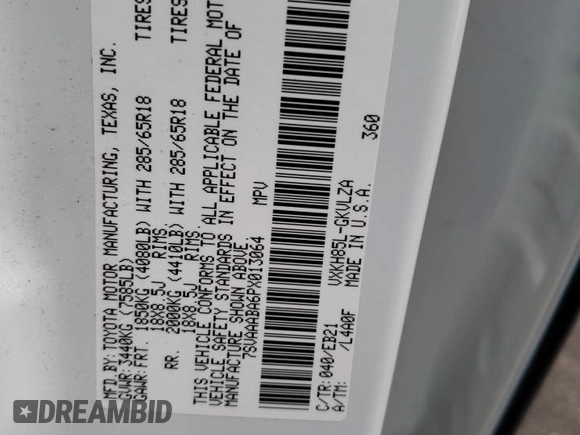 MFD.BY:TOYOTA MOTOR MANUFACTURING, TEXAS, INC.
GVWR:3440KG (7585LB)
GAWR:FRT. 1850KG (4080LB) WITH 285/65R18 TIRES
18X8.5J RIMS,
RR. 2000KG (4410LB) WITH 285/65R18 TIRES
18X8.5J RIMS,
THIS VEHICLE CONFORMS TO ALL APPLICABLE FEDERAL MOT
VEHICLE SAFETY STANDARDS IN EFFECT ON THE DATE OF
MANUFACTURE SHOWN ABOVE.
7SVAAABA6PX013064 MPV
C/TR:040/EB21 VXKH85L-GKVLZA 360
A/TM: /L4A0F MADE IN U.S.A.
DREAMBID